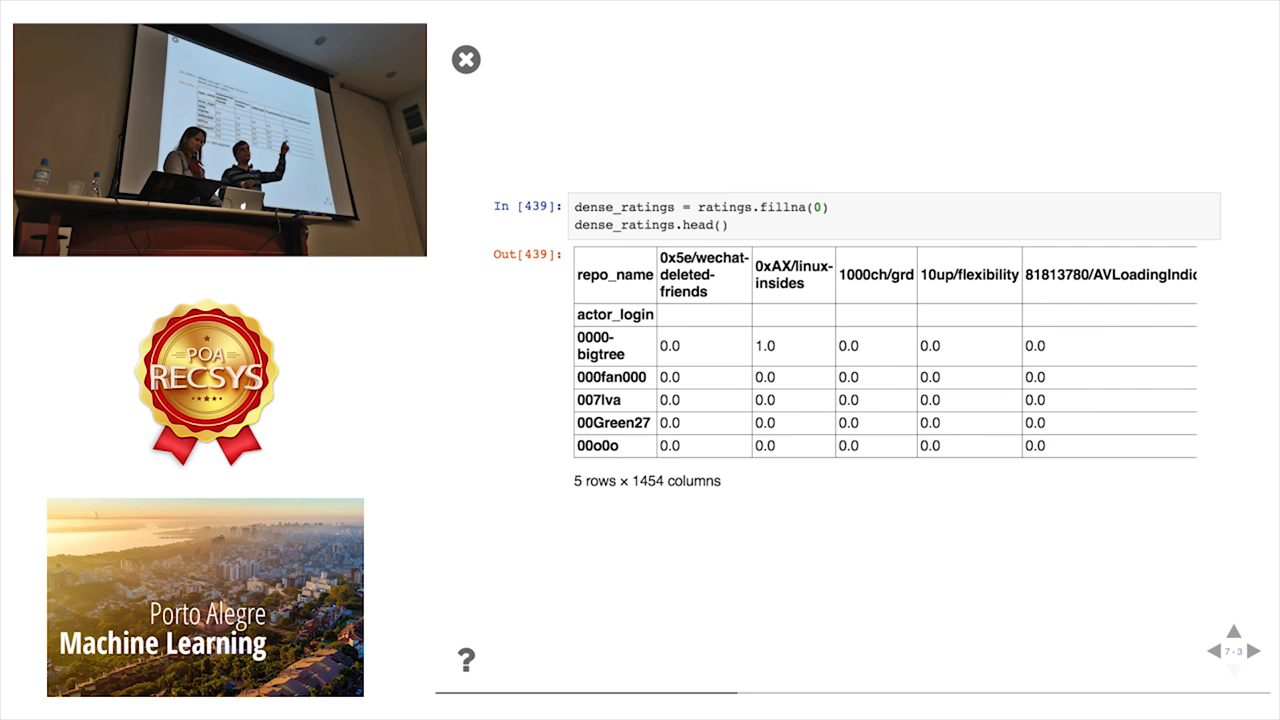 POA
RECSYS
Porto Alegre
Machine Learning
In [439]:
dense_ratings = ratings.fillna(0)
dense_ratings.head()
Out[439]:
repo_name 0x5e/wechat-deleted-friends 0xAX/linux-insides 1000ch/grd 10up/flexibility 81813780/AVLoadingIndic
actor_login
0000-bigtree 0.0 1.0 0.0 0.0 0.0
000fan000 0.0 0.0 0.0 0.0 0.0
007lva 0.0 0.0 0.0 0.0 0.0
00Green27 0.0 0.0 0.0 0.0 0.0
00o0o 0.0 0.0 0.0 0.0 0.0
5 rows × 1454 columns
?
7 - 3